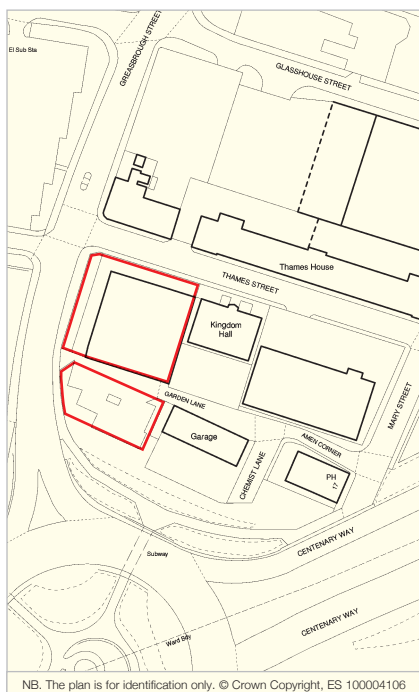 El Sub Sta
GREASBROUGH STREET
GLASSHOUSE STREET
Thames House
THAMES STREET
Kingdom
Hall
MARY STREET
GARDEN LANE
Garage
AMEN CORNER
CHEMIST LANE
PH
17
CENTENARY WAY
Subway
Ward Bdy
CENTENARY WAY
NB. The plan is for identification only. © Crown Copyright, ES 100004106